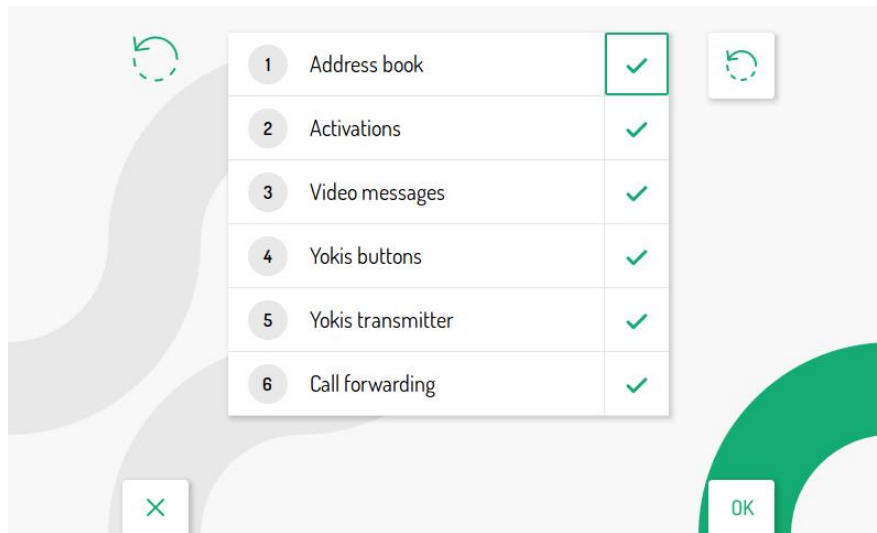 1 Address book
2 Activations
3 Video messages
4 Yokis buttons
5 Yokis transmitter
6 Call forwarding
OK